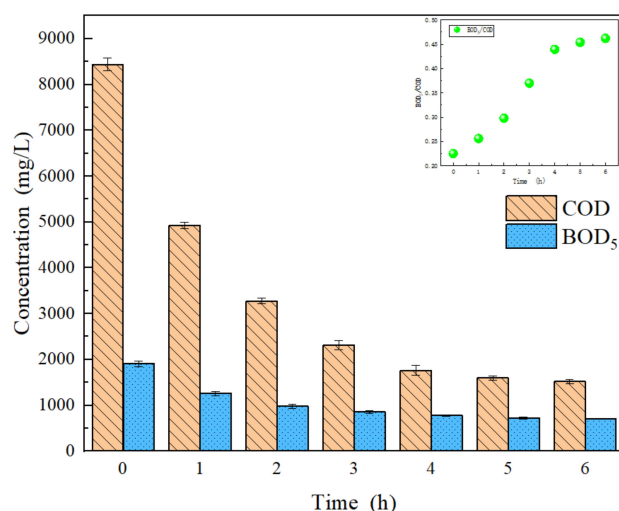 9000
8000
7000
6000
5000
4000
3000
2000
1000
0
Concentration (mg/L)
0 1 2 3 4 5 6
Time (h)
COD
BOD₅
0.50
0.45
0.40
0.35
0.30
0.25
0.20
BOD₅/COD
BOD₅/COD
0 1 2 3 4 5 6
Time (h)